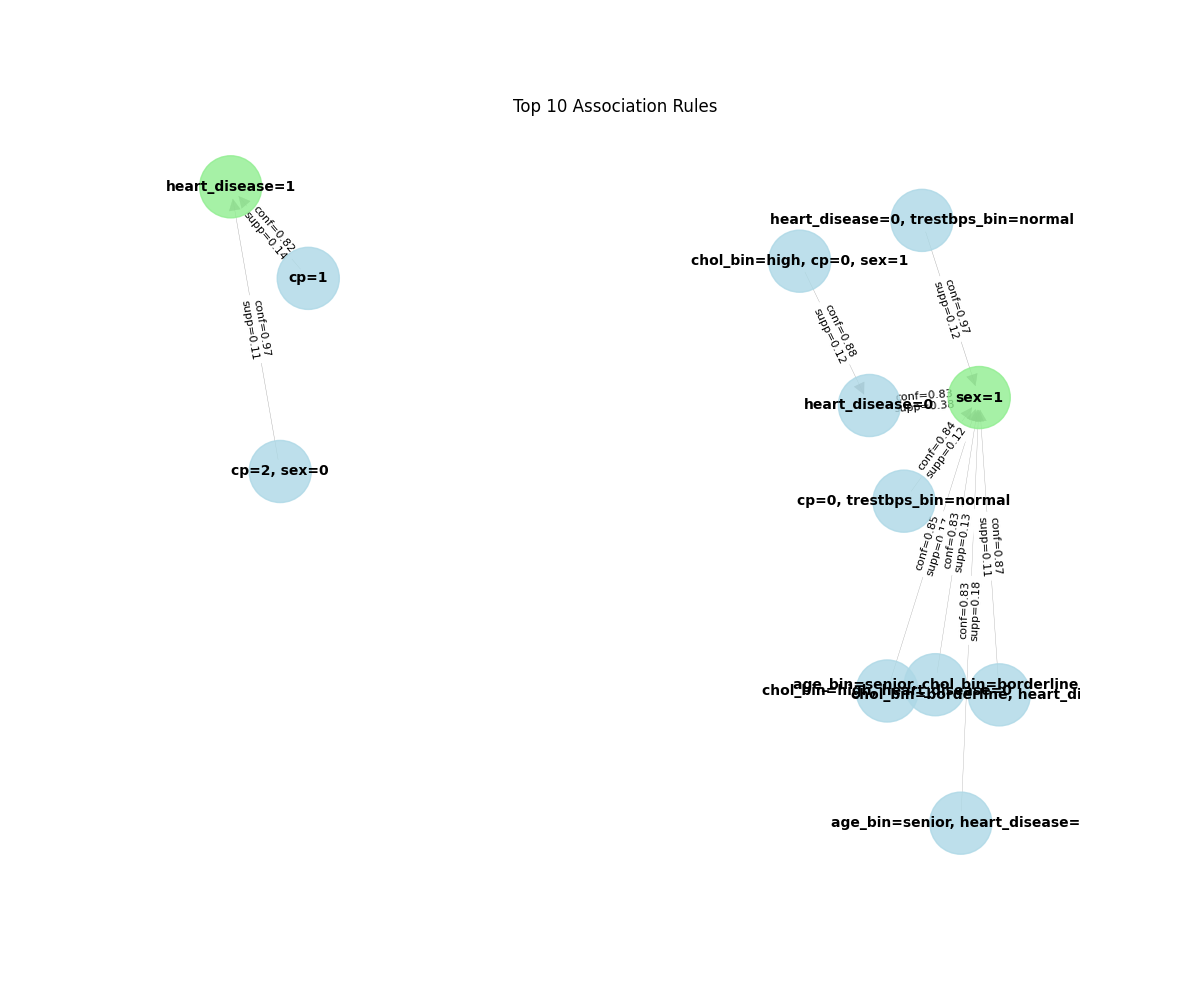 Top 10 Association Rules
heart_disease=1
conf=0.82
supp=0.14
cp=1
conf=0.97
supp=0.11
cp=2, sex=0
heart_disease=0, trestbps_bin=normal
chol_bin=high, cp=0, sex=1
conf=0.97
supp=0.12
conf=0.88
supp=0.12
conf=0.83
supp=0.38
sex=1
heart_disease=0
conf=0.84
supp=0.12
cp=0, trestbps_bin=normal
conf=0.85
supp=0.17
conf=0.83
supp=0.13
conf=0.87
supp=0.11
conf=0.83
supp=0.18
age_bin=senior, chol_bin=borderline
chol_bin=high, heart_disease=0
chol_bin=borderline, heart_di
age_bin=senior, heart_disease=